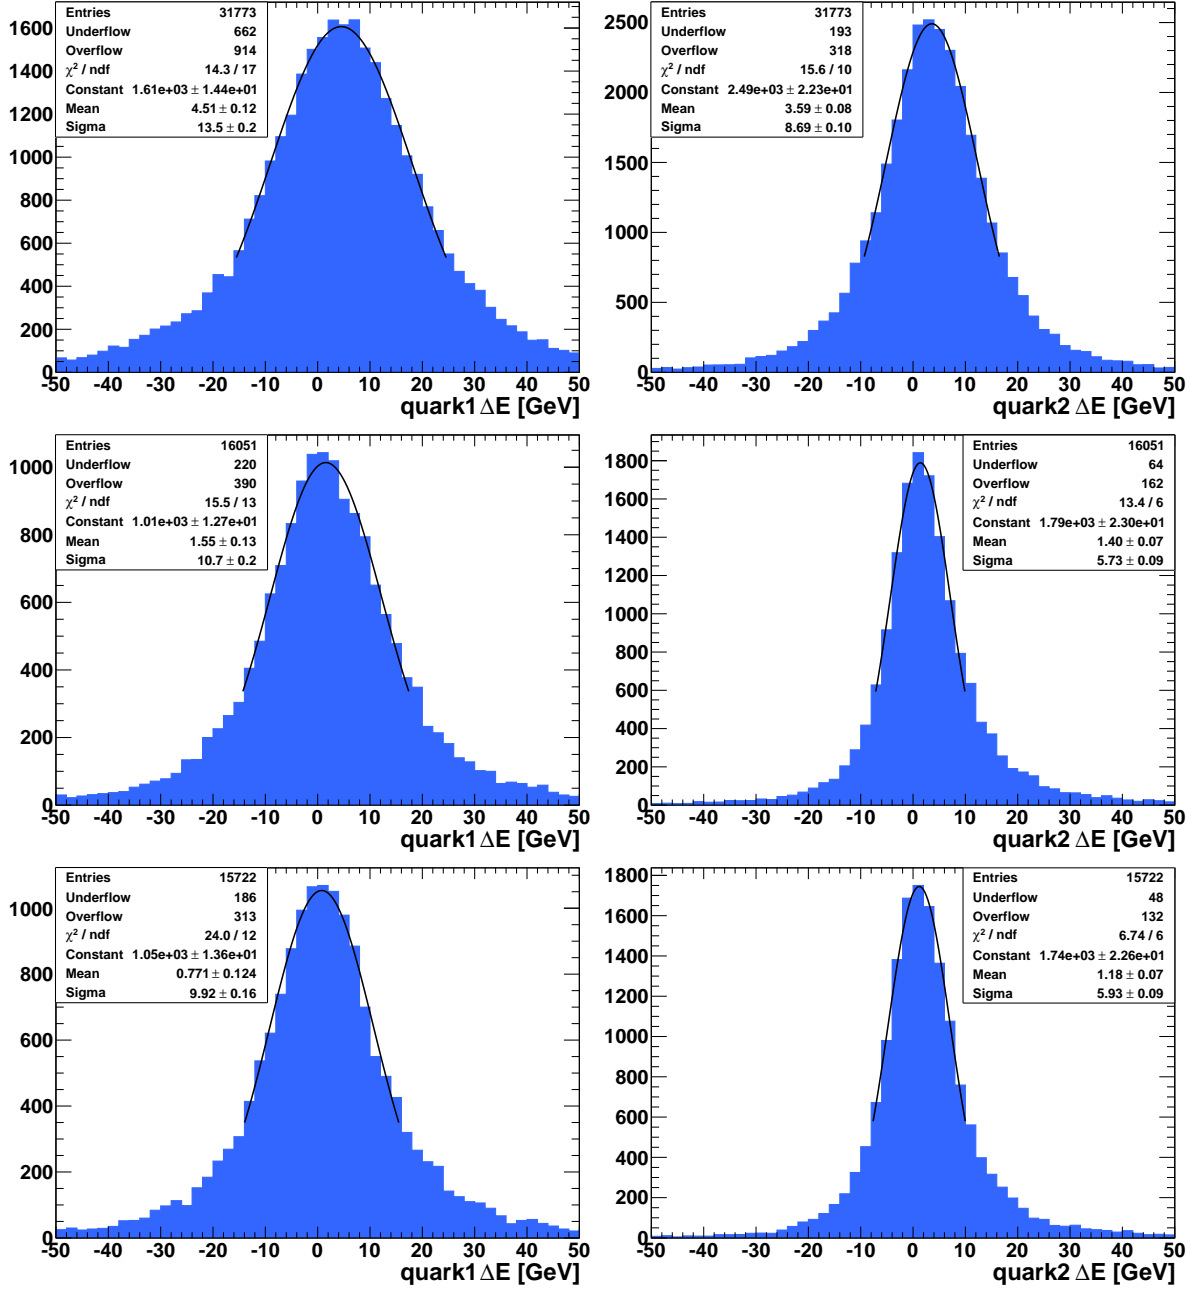 Entries 31773
Underflow 662
Overflow 914
χ² / ndf 14.3 / 17
Constant 1.61e+03 ± 1.44e+01
Mean 4.51 ± 0.12
Sigma 13.5 ± 0.2
1600
1400
1200
1000
800
600
400
200
0
-50 -40 -30 -20 -10 0 10 20 30 40 50
quark1 ΔE [GeV]
Entries 31773
Underflow 193
Overflow 318
χ² / ndf 15.6 / 10
Constant 2.49e+03 ± 2.23e+01
Mean 3.59 ± 0.08
Sigma 8.69 ± 0.10
2500
2000
1500
1000
500
0
-50 -40 -30 -20 -10 0 10 20 30 40 50
quark2 ΔE [GeV]
Entries 16051
Underflow 220
Overflow 390
χ² / ndf 15.5 / 13
Constant 1.01e+03 ± 1.27e+01
Mean 1.55 ± 0.13
Sigma 10.7 ± 0.2
1000
800
600
400
200
0
-50 -40 -30 -20 -10 0 10 20 30 40 50
quark1 ΔE [GeV]
Entries 16051
Underflow 64
Overflow 162
χ² / ndf 13.4 / 6
Constant 1.79e+03 ± 2.30e+01
Mean 1.40 ± 0.07
Sigma 5.73 ± 0.09
1800
1600
1400
1200
1000
800
600
400
200
0
-50 -40 -30 -20 -10 0 10 20 30 40 50
quark2 ΔE [GeV]
Entries 15722
Underflow 186
Overflow 313
χ² / ndf 24.0 / 12
Constant 1.05e+03 ± 1.36e+01
Mean 0.771 ± 0.124
Sigma 9.92 ± 0.16
1000
800
600
400
200
0
-50 -40 -30 -20 -10 0 10 20 30 40 50
quark1 ΔE [GeV]
Entries 15722
Underflow 48
Overflow 132
χ² / ndf 6.74 / 6
Constant 1.74e+03 ± 2.26e+01
Mean 1.18 ± 0.07
Sigma 5.93 ± 0.09
1800
1600
1400
1200
1000
800
600
400
200
0
-50 -40 -30 -20 -10 0 10 20 30 40 50
quark2 ΔE [GeV]